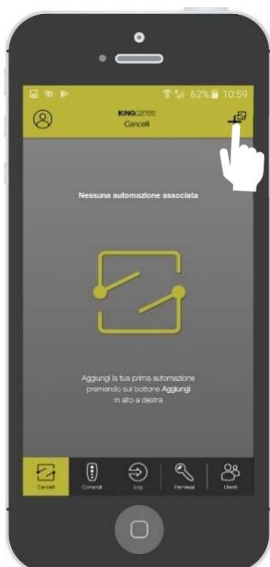 62% 10:59
KINGGATES
Cancelli
Nessuna automazione associata
Aggiungi la tua prima automazione
premendo sul bottone Aggiungi
in alto a destra
Cancelli Comandi Log Permessi Utenti